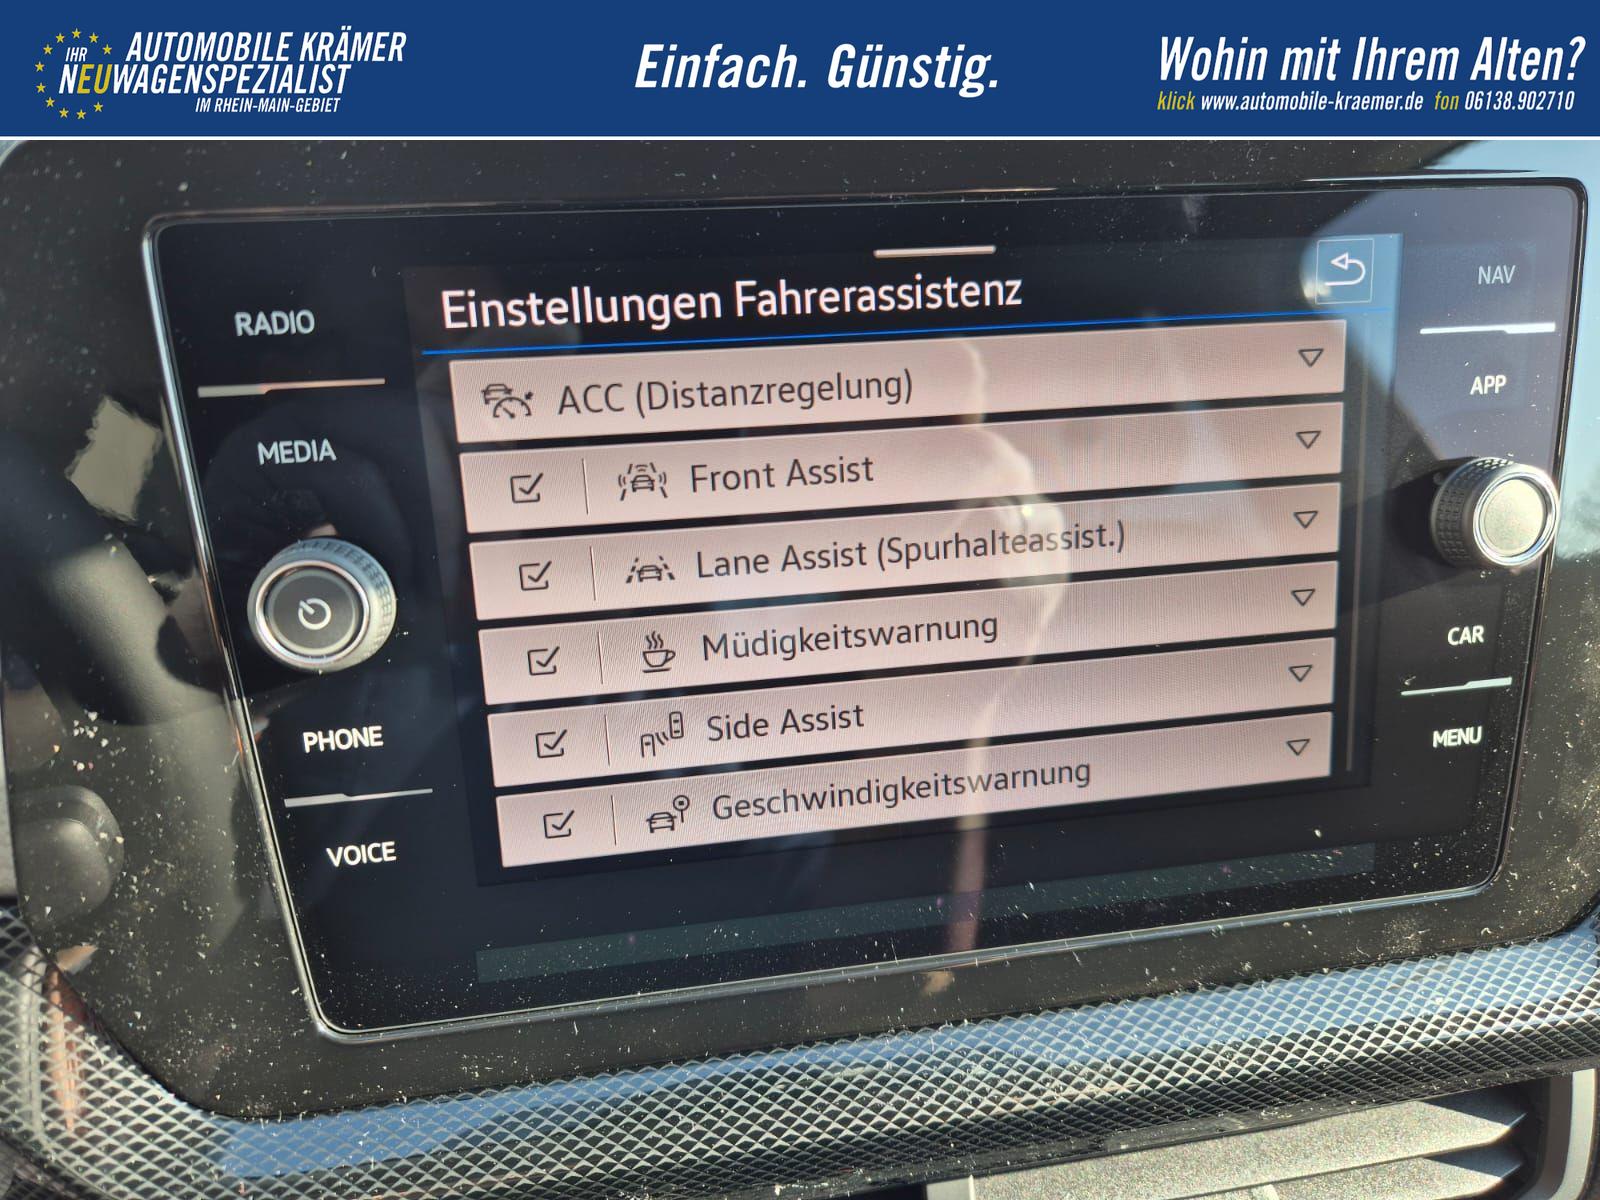 IHR AUTOMOBILE KRÄMER
NEUWAGENSPEZIALIST
IM RHEIN-MAIN-GEBIET
Einfach. Günstig.
Wohin mit Ihrem Alten?
klick www.automobile-kraemer.de fon 06138.902710
RADIO
MEDIA
PHONE
VOICE
Einstellungen Fahrerassistenz
ACC (Distanzregelung)
Front Assist
Lane Assist (Spurhalteassist.)
Müdigkeitswarnung
Side Assist
Geschwindigkeitswarnung
NAV
APP
CAR
MENU